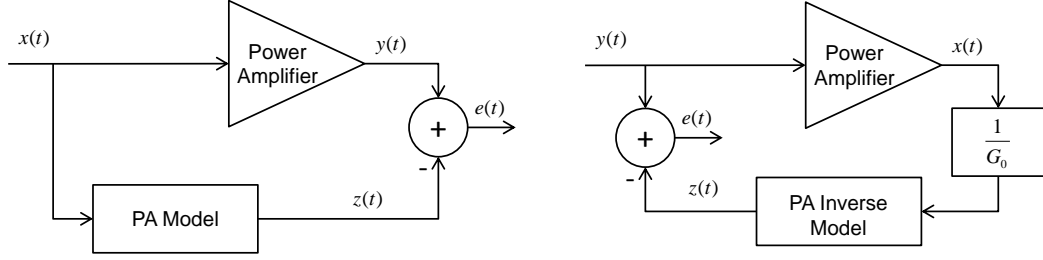 x(t)
Power
Amplifier
y(t)
e(t)
+
-
z(t)
PA Model
y(t)
Power
Amplifier
x(t)
e(t)
+
-
1
G₀
z(t)
PA Inverse
Model